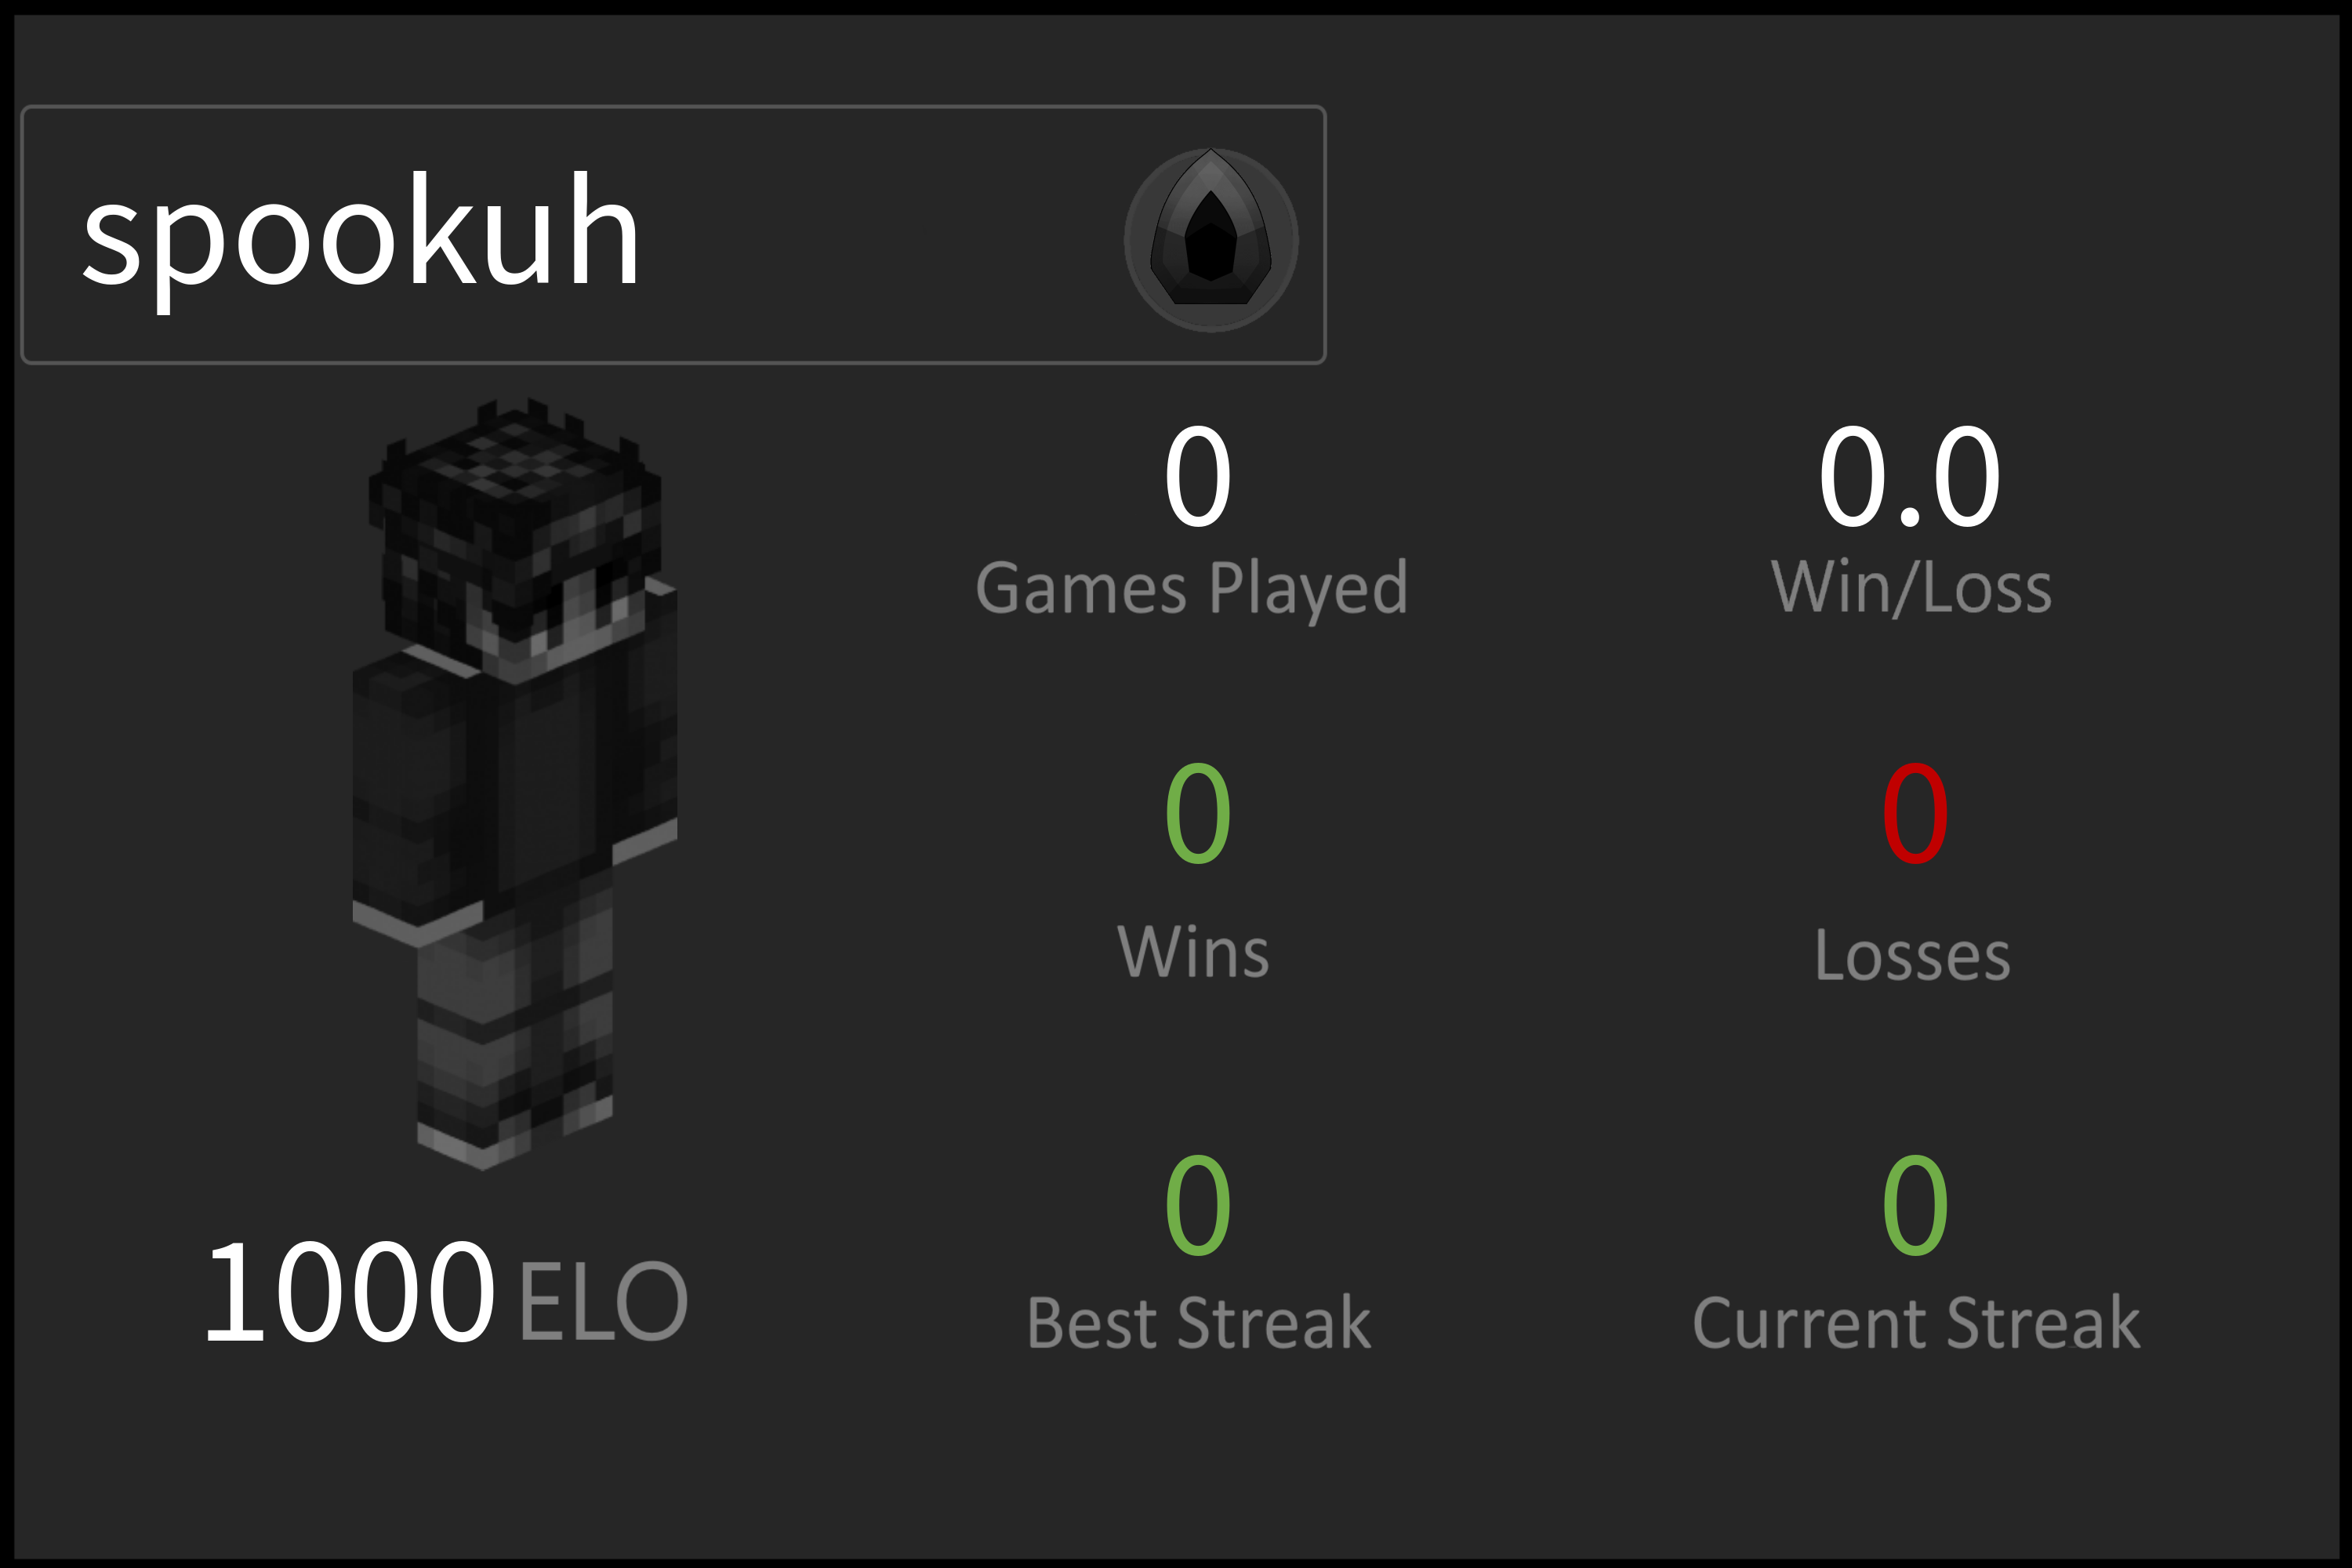 spookuh
0 0.0
Games Played Win/Loss
0 0
Wins Losses
0 0
1000 ELO
Best Streak Current Streak